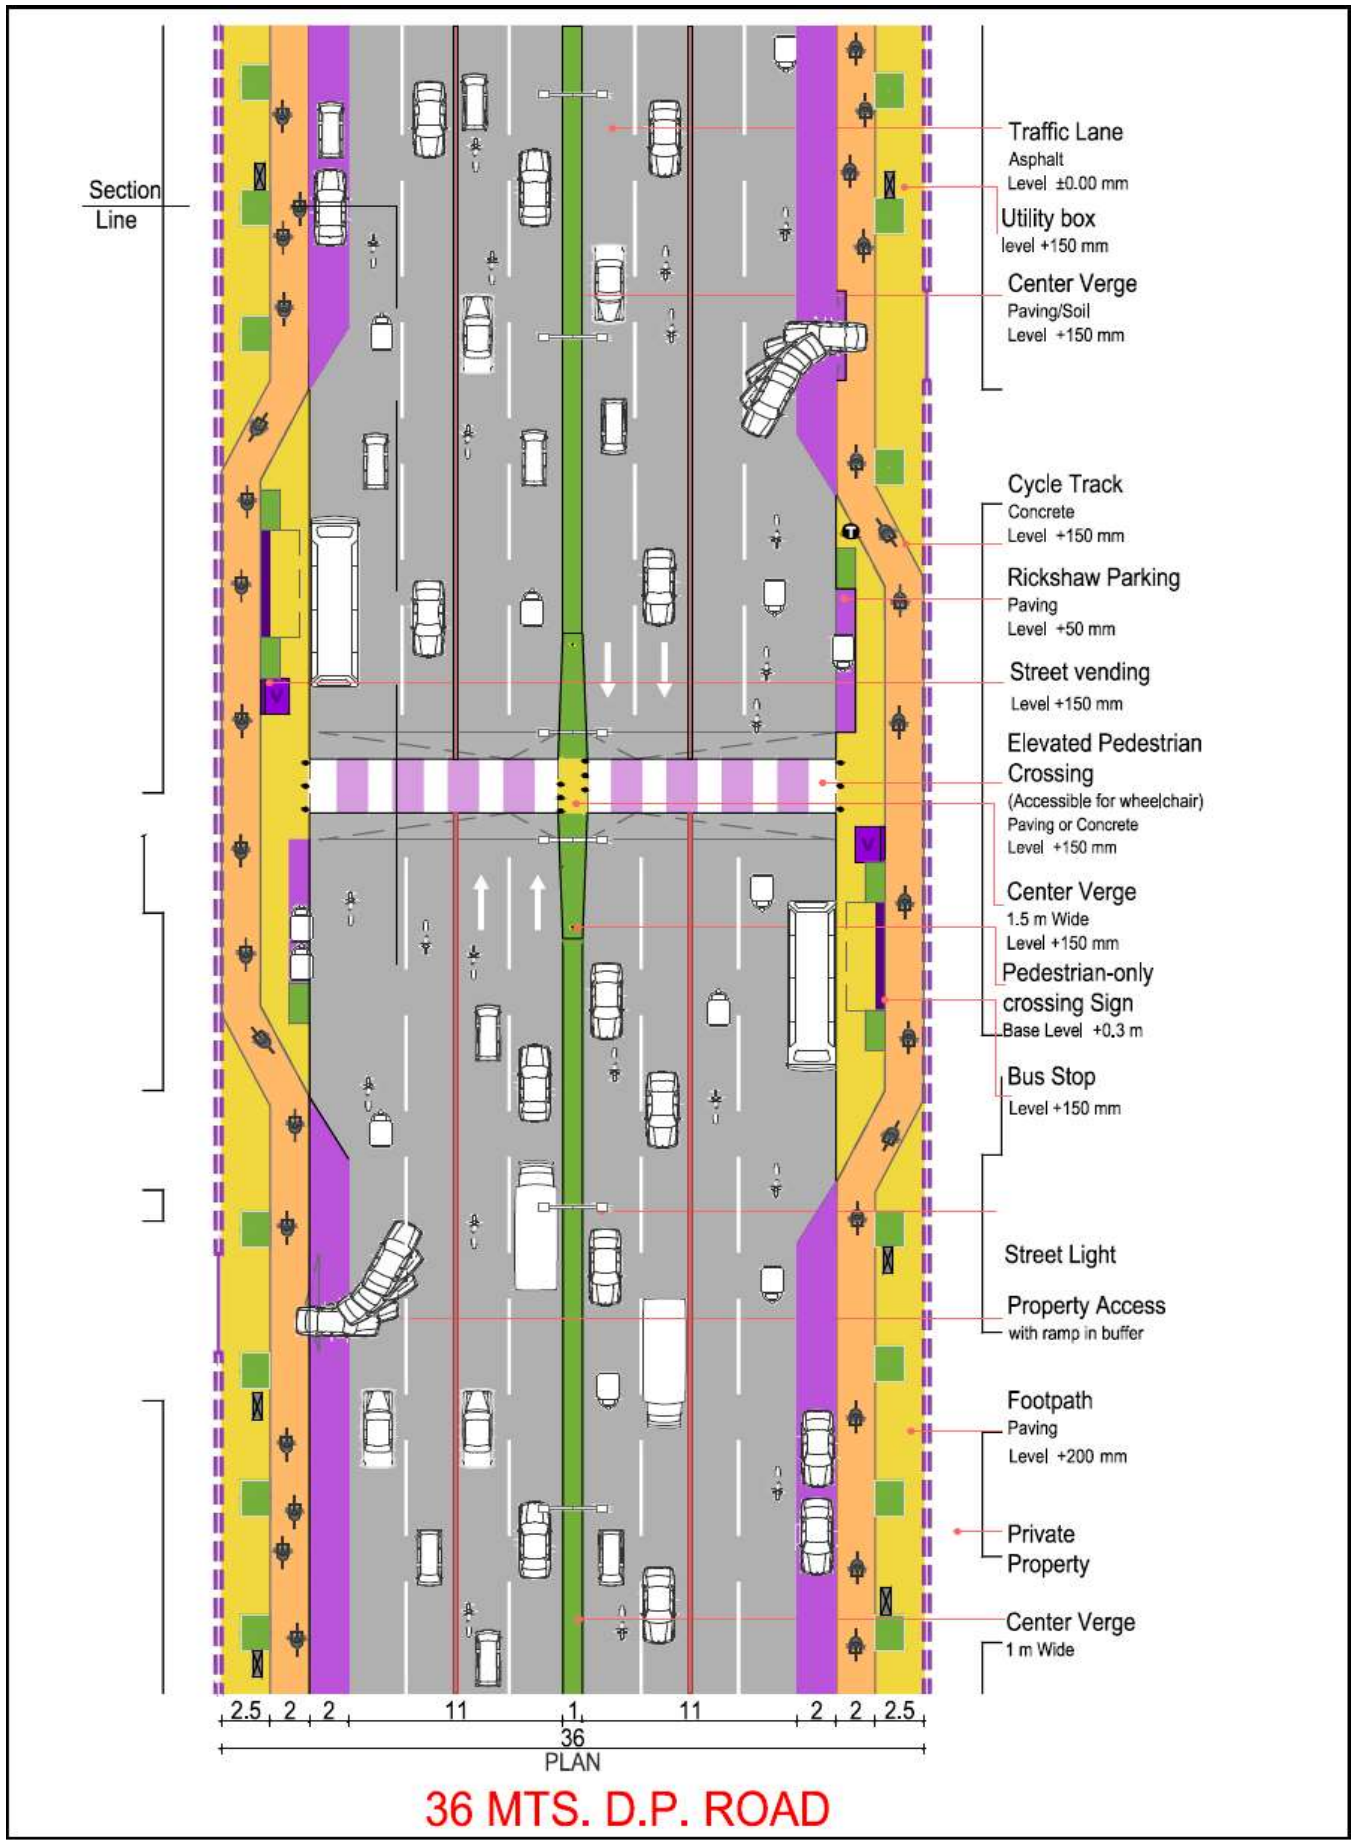 Section
Line
Traffic Lane
Asphalt
Level ±0.00 mm
Utility box
level +150 mm
Center Verge
Paving/Soil
Level +150 mm
Cycle Track
Concrete
Level +150 mm
T
Rickshaw Parking
Paving
Level +50 mm
Street vending
Level +150 mm
V
Elevated Pedestrian
Crossing
(Accessible for wheelchair)
Paving or Concrete
Level +150 mm
V
Center Verge
1.5 m Wide
Level +150 mm
Pedestrian-only
crossing Sign
Base Level +0.3 m
Bus Stop
Level +150 mm
Street Light
Property Access
with ramp in buffer
Footpath
Paving
Level +200 mm
Private
Property
Center Verge
1 m Wide
2.5 2 2 11 1 11 2 2 2.5
36
PLAN
36 MTS. D.P. ROAD